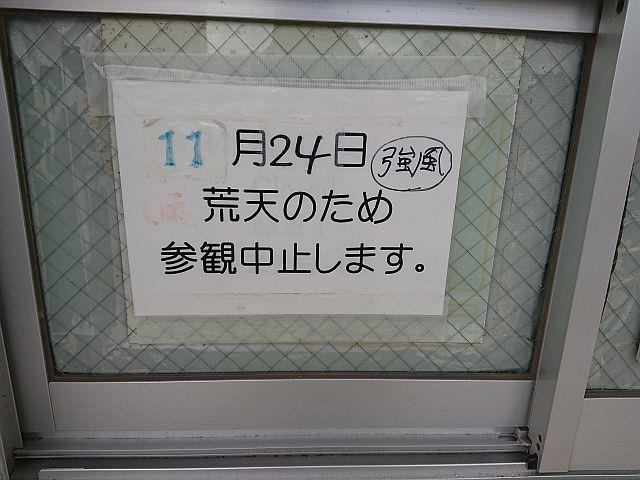 11月24日 強風
荒天のため
参観中止します。